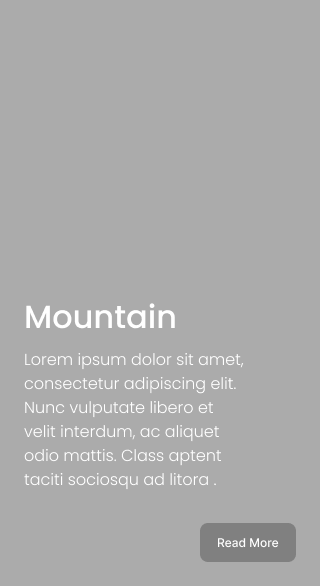 Mountain
Lorem ipsum dolor sit amet,
consectetur adipiscing elit.
Nunc vulputate libero et
velit interdum, ac aliquet
odio mattis. Class aptent
taciti sociosqu ad litora .
Read More